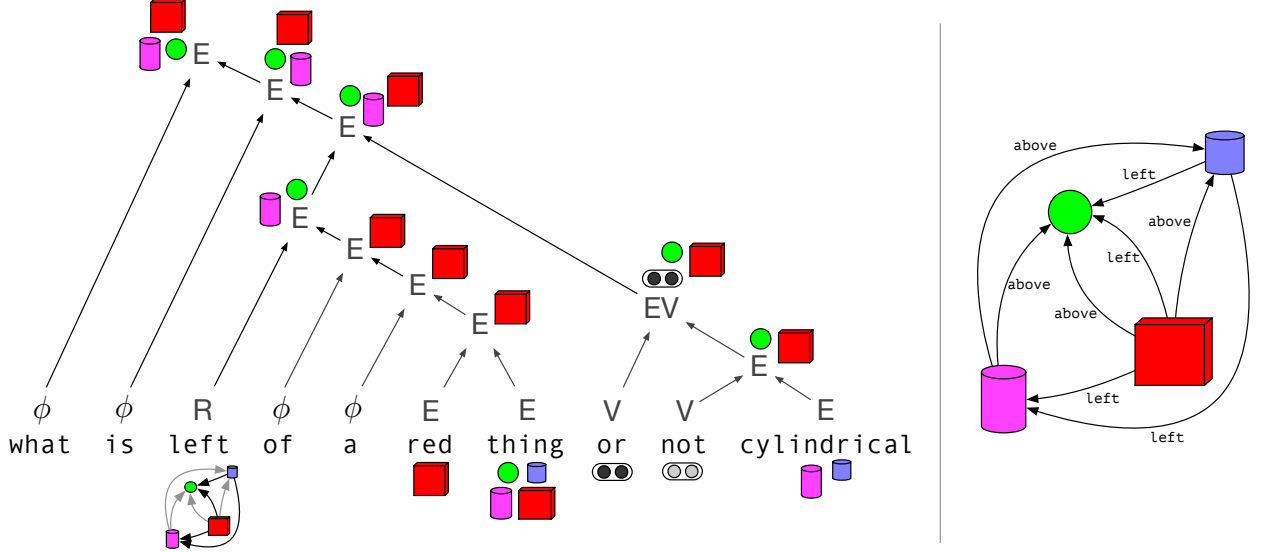 E
E
E
E
E
E
EV
E
E
ϕ ϕ R ϕ ϕ E E V V E
what is left of a red thing or not cylindrical
above
left
above
left
above
above
left
left